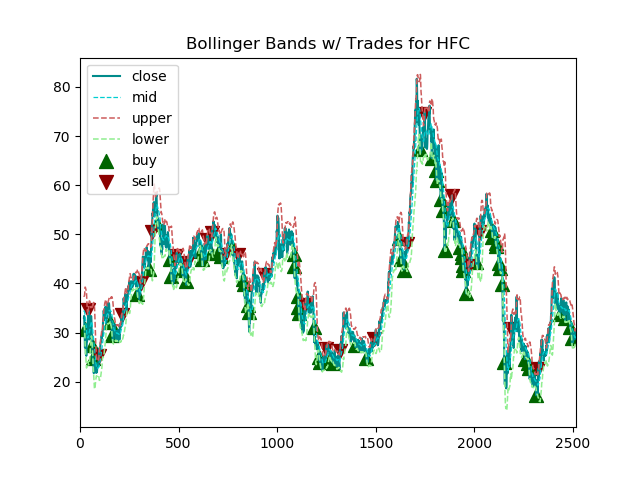 Bollinger Bands w/ Trades for HFC
close
mid
upper
lower
buy
sell
80
70
60
50
40
30
20
0 500 1000 1500 2000 2500